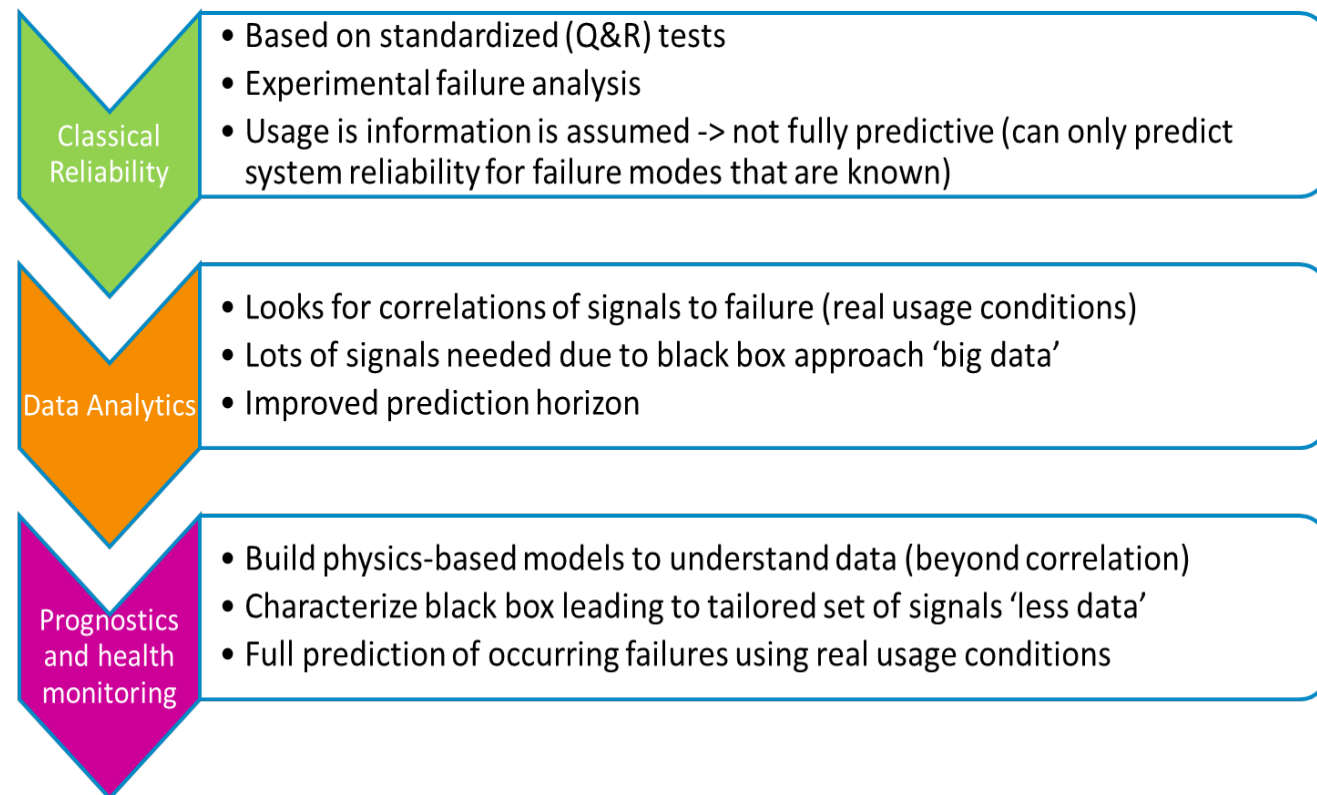 Classical
Reliability
• Based on standardized (Q&R) tests
• Experimental failure analysis
• Usage is information is assumed -> not fully predictive (can only predict
system reliability for failure modes that are known)
Data Analytics
• Looks for correlations of signals to failure (real usage conditions)
• Lots of signals needed due to black box approach ‘big data’
• Improved prediction horizon
Prognostics
and health
monitoring
• Build physics-based models to understand data (beyond correlation)
• Characterize black box leading to tailored set of signals ‘less data’
• Full prediction of occurring failures using real usage conditions